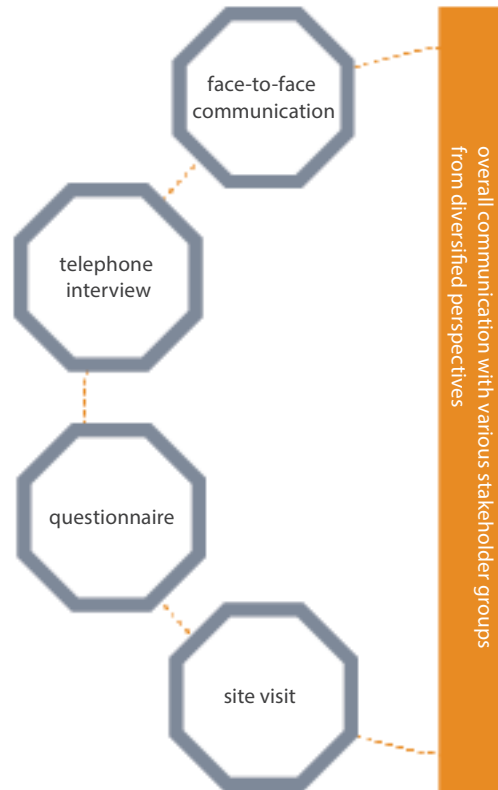 face-to-face
communication
telephone
interview
questionnaire
site visit
overall communication with various stakeholder groups
from diversified perspectives